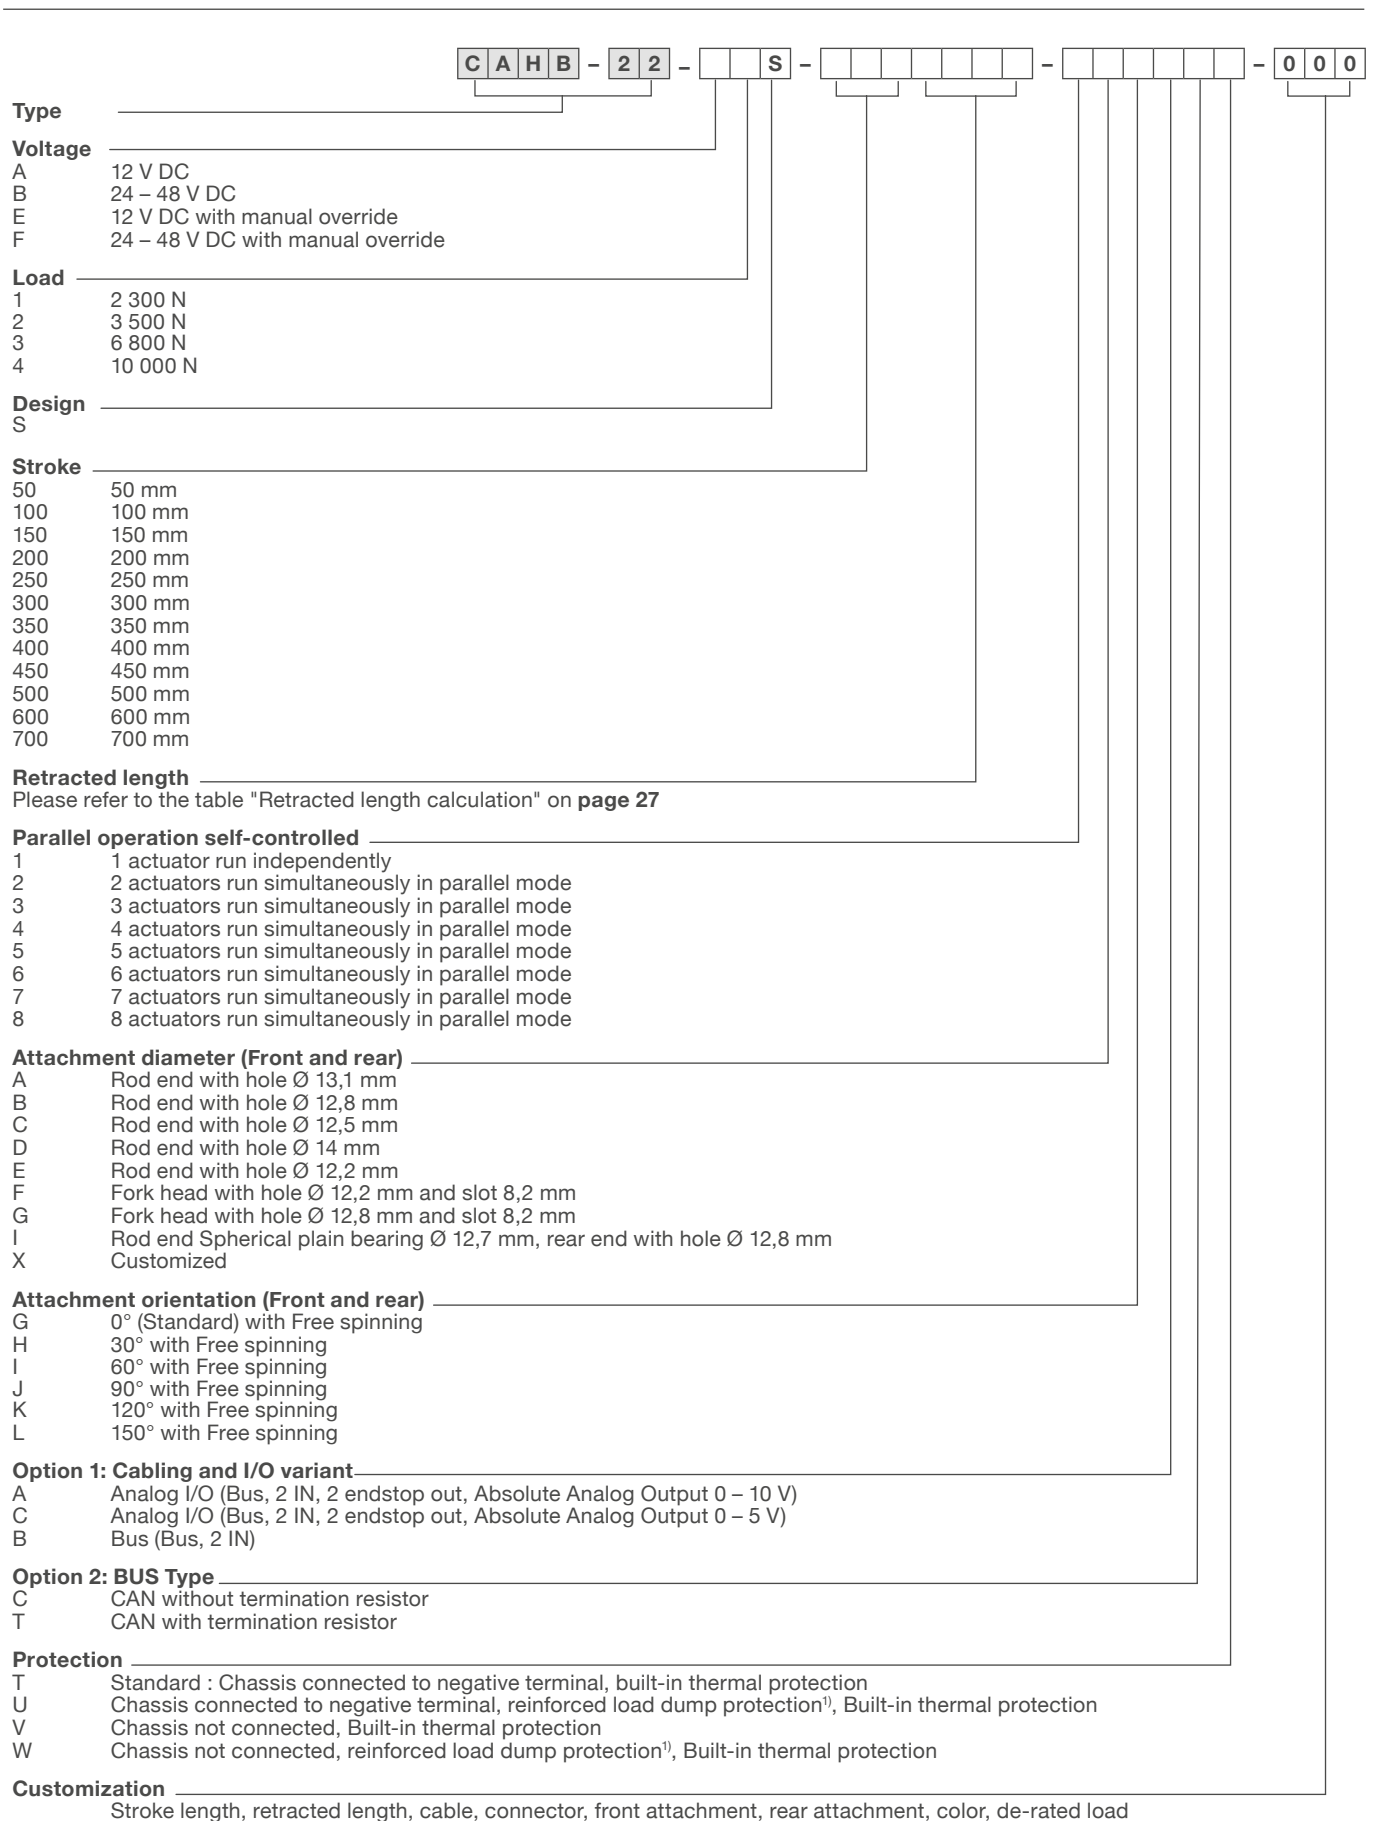 C A H B – 2 2 – S – – – 0 0 0
Type
Voltage
A 12 V DC
B 24 – 48 V DC
E 12 V DC with manual override
F 24 – 48 V DC with manual override
Load
1 2 300 N
2 3 500 N
3 6 800 N
4 10 000 N
Design
S
Stroke
50 50 mm
100 100 mm
150 150 mm
200 200 mm
250 250 mm
300 300 mm
350 350 mm
400 400 mm
450 450 mm
500 500 mm
600 600 mm
700 700 mm
Retracted length
Please refer to the table "Retracted length calculation" on page 27
Parallel operation self-controlled
1 1 actuator run independently
2 2 actuators run simultaneously in parallel mode
3 3 actuators run simultaneously in parallel mode
4 4 actuators run simultaneously in parallel mode
5 5 actuators run simultaneously in parallel mode
6 6 actuators run simultaneously in parallel mode
7 7 actuators run simultaneously in parallel mode
8 8 actuators run simultaneously in parallel mode
Attachment diameter (Front and rear)
A Rod end with hole Ø 13,1 mm
B Rod end with hole Ø 12,8 mm
C Rod end with hole Ø 12,5 mm
D Rod end with hole Ø 14 mm
E Rod end with hole Ø 12,2 mm
F Fork head with hole Ø 12,2 mm and slot 8,2 mm
G Fork head with hole Ø 12,8 mm and slot 8,2 mm
I Rod end Spherical plain bearing Ø 12,7 mm, rear end with hole Ø 12,8 mm
X Customized
Attachment orientation (Front and rear)
G 0° (Standard) with Free spinning
H 30° with Free spinning
I 60° with Free spinning
J 90° with Free spinning
K 120° with Free spinning
L 150° with Free spinning
Option 1: Cabling and I/O variant
A Analog I/O (Bus, 2 IN, 2 endstop out, Absolute Analog Output 0 – 10 V)
C Analog I/O (Bus, 2 IN, 2 endstop out, Absolute Analog Output 0 – 5 V)
B Bus (Bus, 2 IN)
Option 2: BUS Type
C CAN without termination resistor
T CAN with termination resistor
Protection
T Standard : Chassis connected to negative terminal, built-in thermal protection
U Chassis connected to negative terminal, reinforced load dump protection1), Built-in thermal protection
V Chassis not connected, Built-in thermal protection
W Chassis not connected, reinforced load dump protection1), Built-in thermal protection
Customization
Stroke length, retracted length, cable, connector, front attachment, rear attachment, color, de-rated load